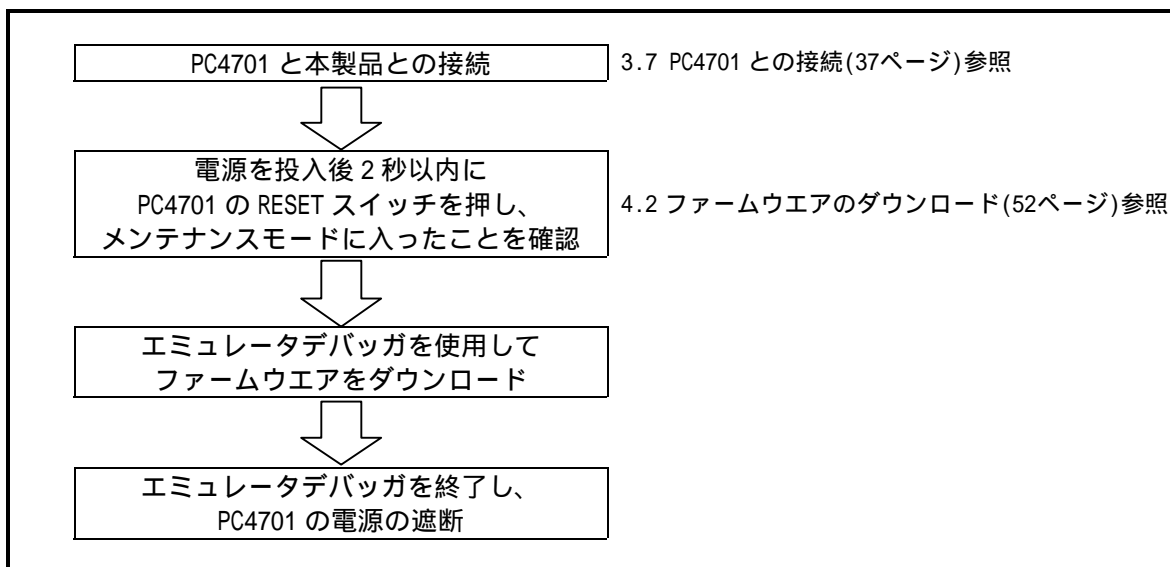 PC4701 と本製品との接続
3.7 PC4701 との接続(37ページ)参照
電源を投入後2秒以内に
PC4701 の RESET スイッチを押し、
メンテナンスモードに入ったことを確認
4.2 ファームウエアのダウンロード(52ページ)参照
エミュレータデバッガを使用して
ファームウエアをダウンロード
エミュレータデバッガを終了し、
PC4701 の電源の遮断